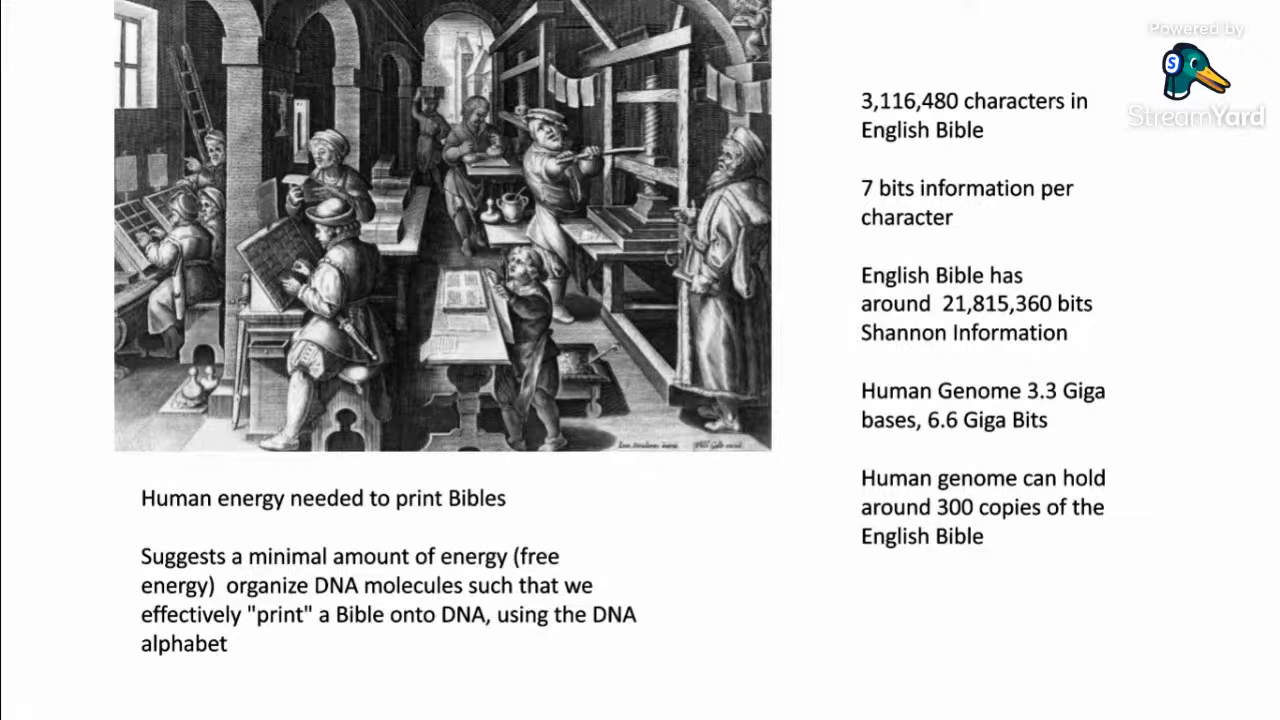 Powered by
S
StreamYard
3,116,480 characters in
English Bible
7 bits information per
character
English Bible has
around 21,815,360 bits
Shannon Information
Human Genome 3.3 Giga
bases, 6.6 Giga Bits
Human genome can hold
around 300 copies of the
English Bible
Human energy needed to print Bibles
Suggests a minimal amount of energy (free
energy) organize DNA molecules such that we
effectively "print" a Bible onto DNA, using the DNA
alphabet